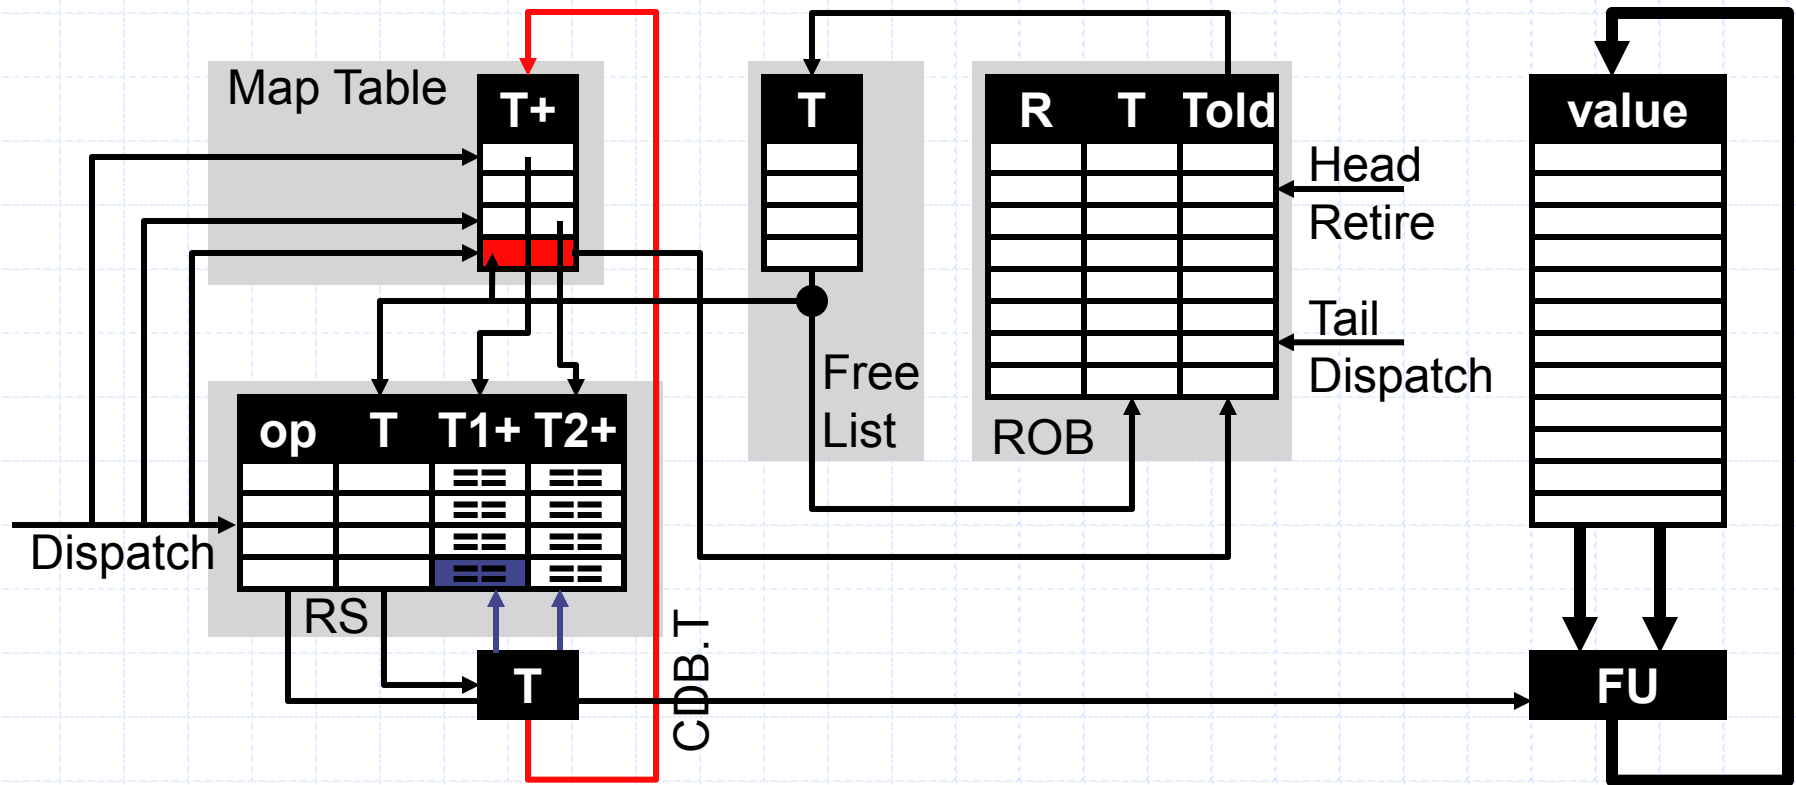 Map Table
T+
T
R T Told
value
Head
Retire
Tail
Dispatch
Free
List
ROB
op T T1+ T2+
== ==
== ==
== ==
== ==
Dispatch
RS
T
CDB.T
FU